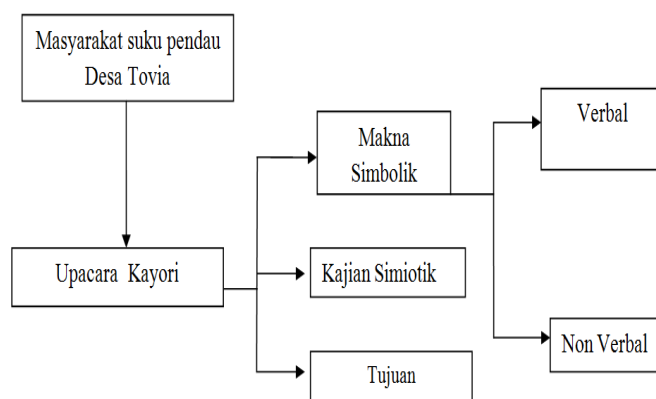 Masyarakat suku pendau
Desa Tovia
Upacara Kayori
Makna
Simbolik
Kajian Simiotik
Tujuan
Verbal
Non Verbal